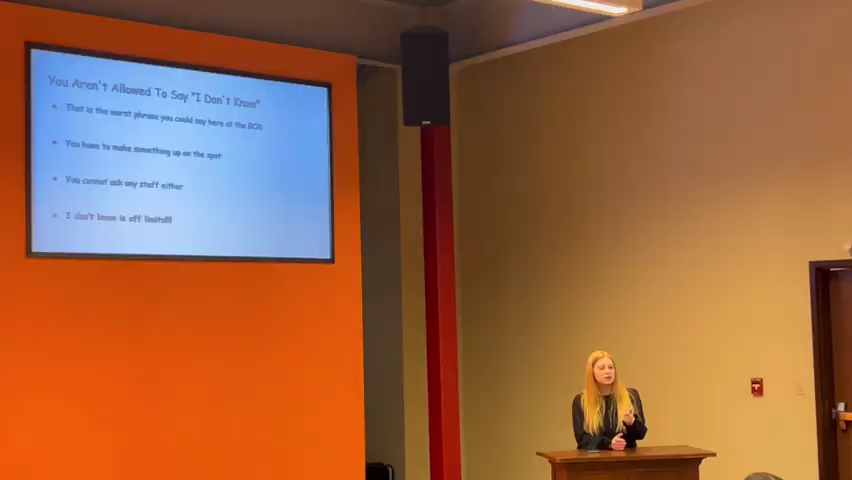 You Aren't Allowed To Say "I Don't Know"
That is the worst phrase you could say here at the BCH
You have to make something up on the spot
You cannot ask any staff either
I don't know is off limits!!!